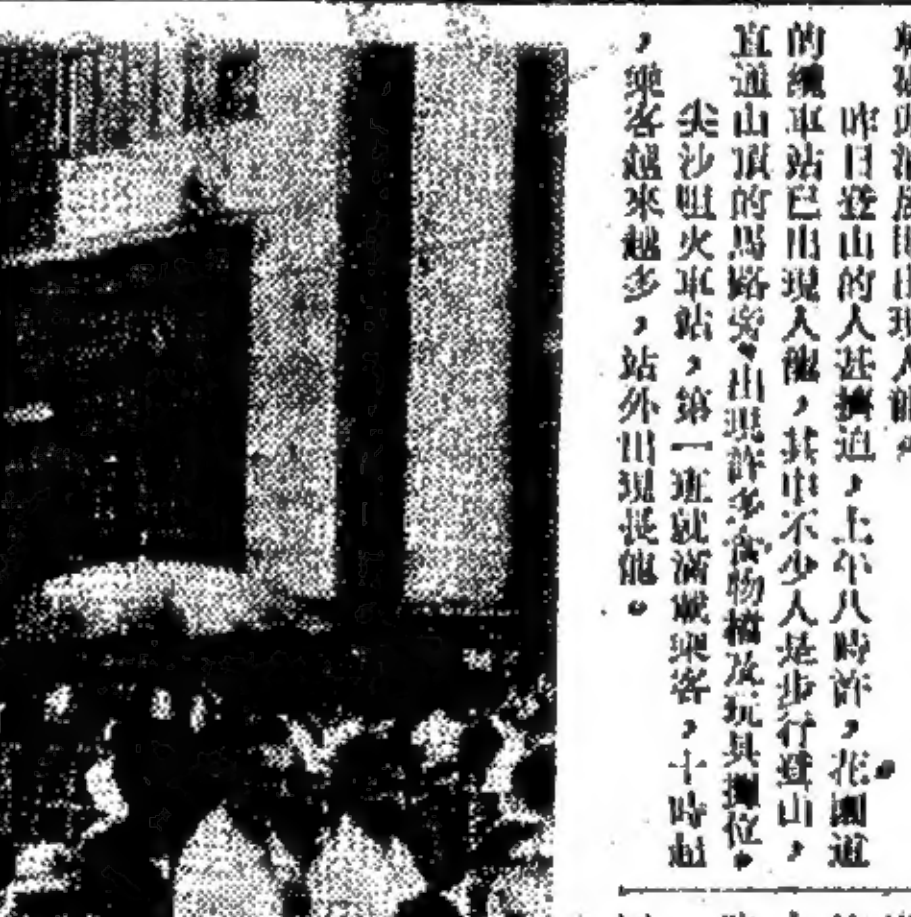 昨日登山的人甚擠迫，上午八時許，花園道
的纜車站已出現人龍，其中不少人是步行登山，
直通山頂的馬路旁，出現許多食物檔及玩具攤位。
尖沙咀火車站，第一班就滿載乘客，十時起
，乘客越來越多，站外出現長龍。